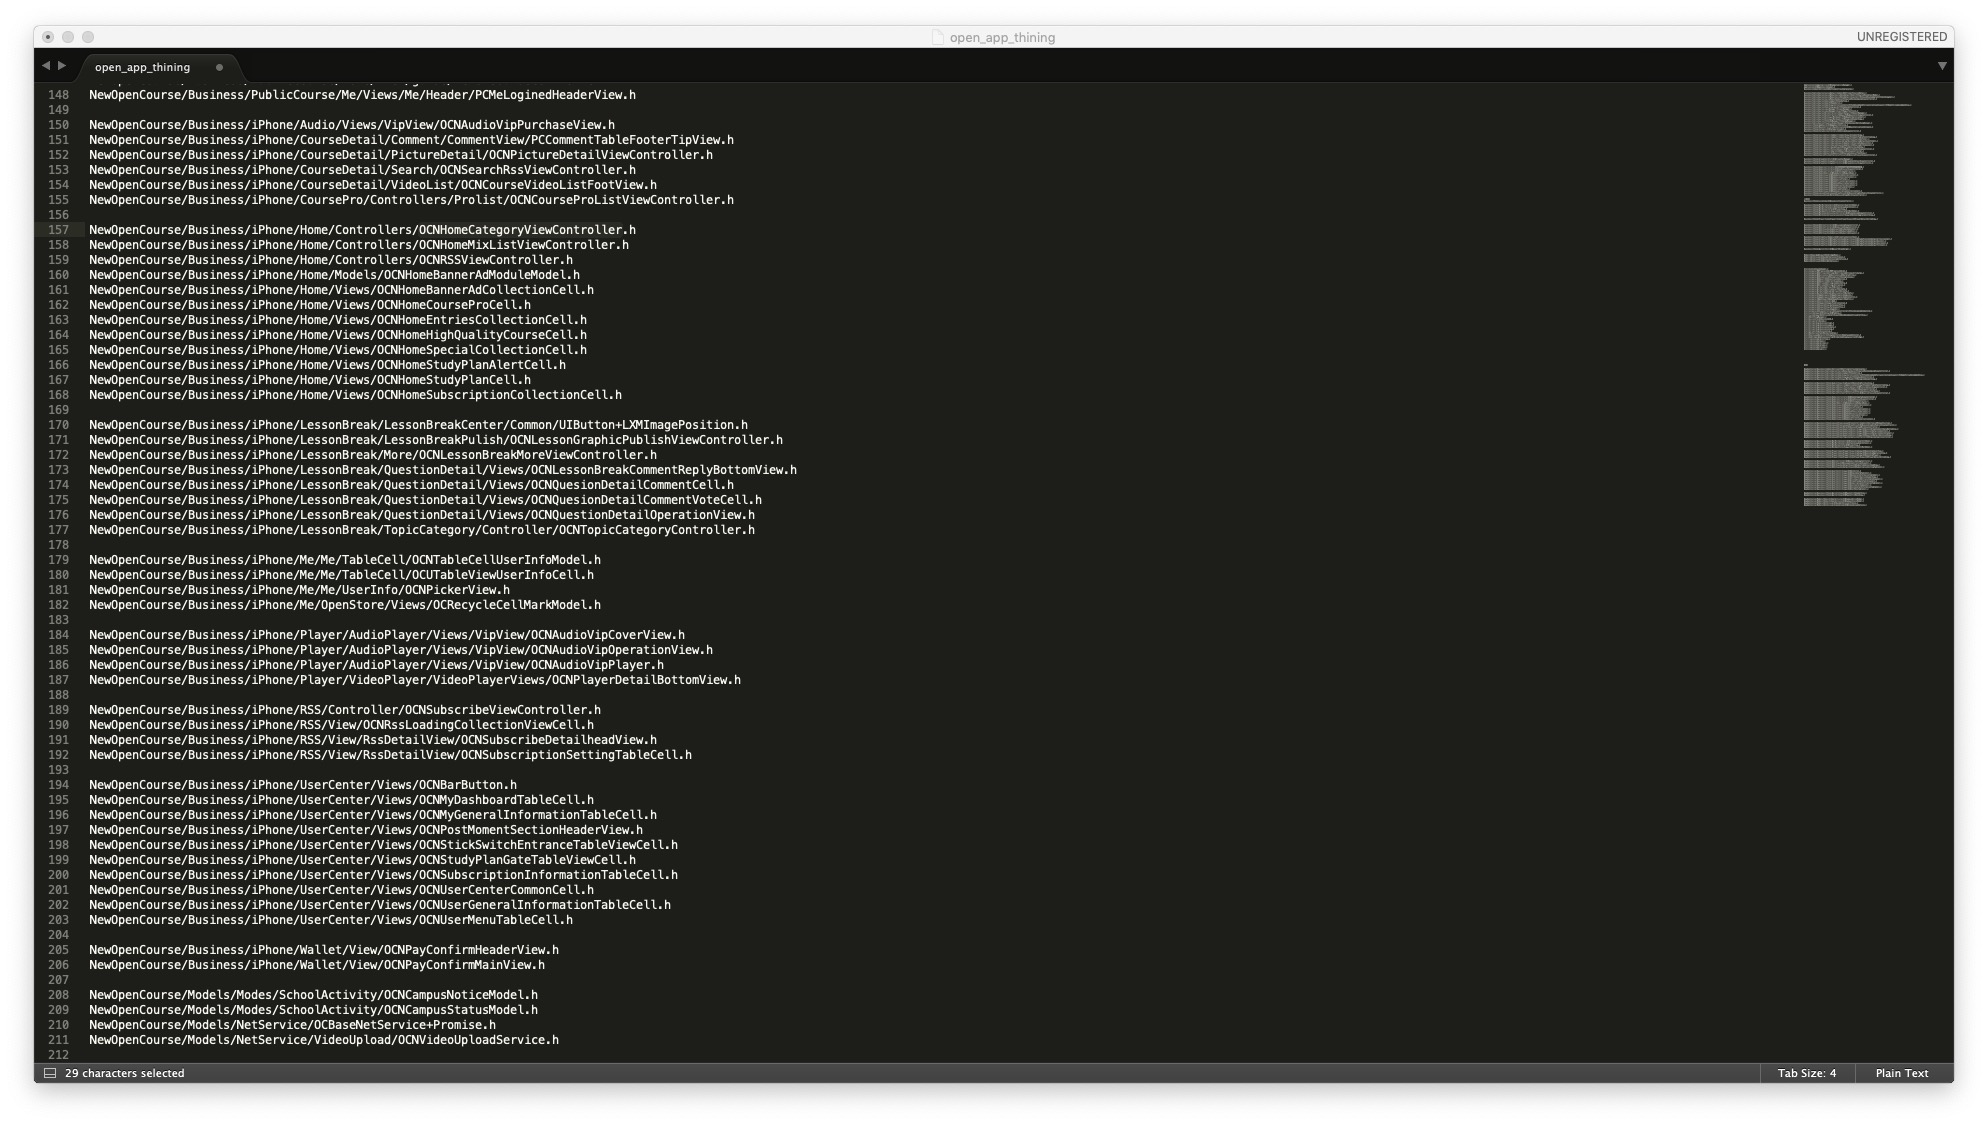 open_app_thining
UNREGISTERED
open_app_thining
148 NewOpenCourse/Business/PublicCourse/Me/Views/Me/Header/PCMeLoginedHeaderView.h
149
150 NewOpenCourse/Business/iPhone/Audio/Views/VipView/OCNAudioVipPurchaseView.h
151 NewOpenCourse/Business/iPhone/CourseDetail/Comment/CommentView/PCCommentTableFooterTipView.h
152 NewOpenCourse/Business/iPhone/CourseDetail/PictureDetail/OCNPictureDetailViewController.h
153 NewOpenCourse/Business/iPhone/CourseDetail/Search/OCNSearchRssViewController.h
154 NewOpenCourse/Business/iPhone/CourseDetail/VideoList/OCNCourseVideoListFootView.h
155 NewOpenCourse/Business/iPhone/CoursePro/Controllers/Prolist/OCNCourseProListViewController.h
156
157 NewOpenCourse/Business/iPhone/Home/Controllers/OCNHomeCategoryViewController.h
158 NewOpenCourse/Business/iPhone/Home/Controllers/OCNHomeMixListViewController.h
159 NewOpenCourse/Business/iPhone/Home/Controllers/OCNRSSViewController.h
160 NewOpenCourse/Business/iPhone/Home/Models/OCNHomeBannerAdModuleModel.h
161 NewOpenCourse/Business/iPhone/Home/Views/OCNHomeBannerAdCollectionCell.h
162 NewOpenCourse/Business/iPhone/Home/Views/OCNHomeCourseProCell.h
163 NewOpenCourse/Business/iPhone/Home/Views/OCNHomeEntriesCollectionCell.h
164 NewOpenCourse/Business/iPhone/Home/Views/OCNHomeHighQualityCourseCell.h
165 NewOpenCourse/Business/iPhone/Home/Views/OCNHomeSpecialCollectionCell.h
166 NewOpenCourse/Business/iPhone/Home/Views/OCNHomeStudyPlanAlertCell.h
167 NewOpenCourse/Business/iPhone/Home/Views/OCNHomeStudyPlanCell.h
168 NewOpenCourse/Business/iPhone/Home/Views/OCNHomeSubscriptionCollectionCell.h
169
170 NewOpenCourse/Business/iPhone/LessonBreak/LessonBreakCenter/Common/UIButton+LXMImagePosition.h
171 NewOpenCourse/Business/iPhone/LessonBreak/LessonBreakPulish/OCNLessonGraphicPublishViewController.h
172 NewOpenCourse/Business/iPhone/LessonBreak/More/OCNLessonBreakMoreViewController.h
173 NewOpenCourse/Business/iPhone/LessonBreak/QuestionDetail/Views/OCNLessonBreakCommentReplyBottomView.h
174 NewOpenCourse/Business/iPhone/LessonBreak/QuestionDetail/Views/OCNQuesionDetailCommentCell.h
175 NewOpenCourse/Business/iPhone/LessonBreak/QuestionDetail/Views/OCNQuesionDetailCommentVoteCell.h
176 NewOpenCourse/Business/iPhone/LessonBreak/QuestionDetail/Views/OCNQuestionDetailOperationView.h
177 NewOpenCourse/Business/iPhone/LessonBreak/TopicCategory/Controller/OCNTopicCategoryController.h
178
179 NewOpenCourse/Business/iPhone/Me/Me/TableCell/OCNTableCellUserInfoModel.h
180 NewOpenCourse/Business/iPhone/Me/Me/TableCell/OCUTableViewUserInfoCell.h
181 NewOpenCourse/Business/iPhone/Me/Me/UserInfo/OCNPickerView.h
182 NewOpenCourse/Business/iPhone/Me/OpenStore/Views/OCRecycleCellMarkModel.h
183
184 NewOpenCourse/Business/iPhone/Player/AudioPlayer/Views/VipView/OCNAudioVipCoverView.h
185 NewOpenCourse/Business/iPhone/Player/AudioPlayer/Views/VipView/OCNAudioVipOperationView.h
186 NewOpenCourse/Business/iPhone/Player/AudioPlayer/Views/VipView/OCNAudioVipPlayer.h
187 NewOpenCourse/Business/iPhone/Player/VideoPlayer/VideoPlayerViews/OCNPlayerDetailBottomView.h
188
189 NewOpenCourse/Business/iPhone/RSS/Controller/OCNSubscribeViewController.h
190 NewOpenCourse/Business/iPhone/RSS/View/OCNRssLoadingCollectionViewCell.h
191 NewOpenCourse/Business/iPhone/RSS/View/RssDetailView/OCNSubscribeDetailheadView.h
192 NewOpenCourse/Business/iPhone/RSS/View/RssDetailView/OCNSubscriptionSettingTableCell.h
193
194 NewOpenCourse/Business/iPhone/UserCenter/Views/OCNBarButton.h
195 NewOpenCourse/Business/iPhone/UserCenter/Views/OCNMyDashboardTableCell.h
196 NewOpenCourse/Business/iPhone/UserCenter/Views/OCNMyGeneralInformationTableCell.h
197 NewOpenCourse/Business/iPhone/UserCenter/Views/OCNPostMomentSectionHeaderView.h
198 NewOpenCourse/Business/iPhone/UserCenter/Views/OCNStickSwitchEntranceTableViewCell.h
199 NewOpenCourse/Business/iPhone/UserCenter/Views/OCNStudyPlanGateTableViewCell.h
200 NewOpenCourse/Business/iPhone/UserCenter/Views/OCNSubscriptionInformationTableCell.h
201 NewOpenCourse/Business/iPhone/UserCenter/Views/OCNUserCenterCommonCell.h
202 NewOpenCourse/Business/iPhone/UserCenter/Views/OCNUserGeneralInformationTableCell.h
203 NewOpenCourse/Business/iPhone/UserCenter/Views/OCNUserMenuTableCell.h
204
205 NewOpenCourse/Business/iPhone/Wallet/View/OCNPayConfirmHeaderView.h
206 NewOpenCourse/Business/iPhone/Wallet/View/OCNPayConfirmMainView.h
207
208 NewOpenCourse/Models/Modes/SchoolActivity/OCNCampusNoticeModel.h
209 NewOpenCourse/Models/Modes/SchoolActivity/OCNCampusStatusModel.h
210 NewOpenCourse/Models/NetService/OCBaseNetService+Promise.h
211 NewOpenCourse/Models/NetService/VideoUpload/OCNVideoUploadService.h
212
29 characters selected
Tab Size: 4
Plain Text